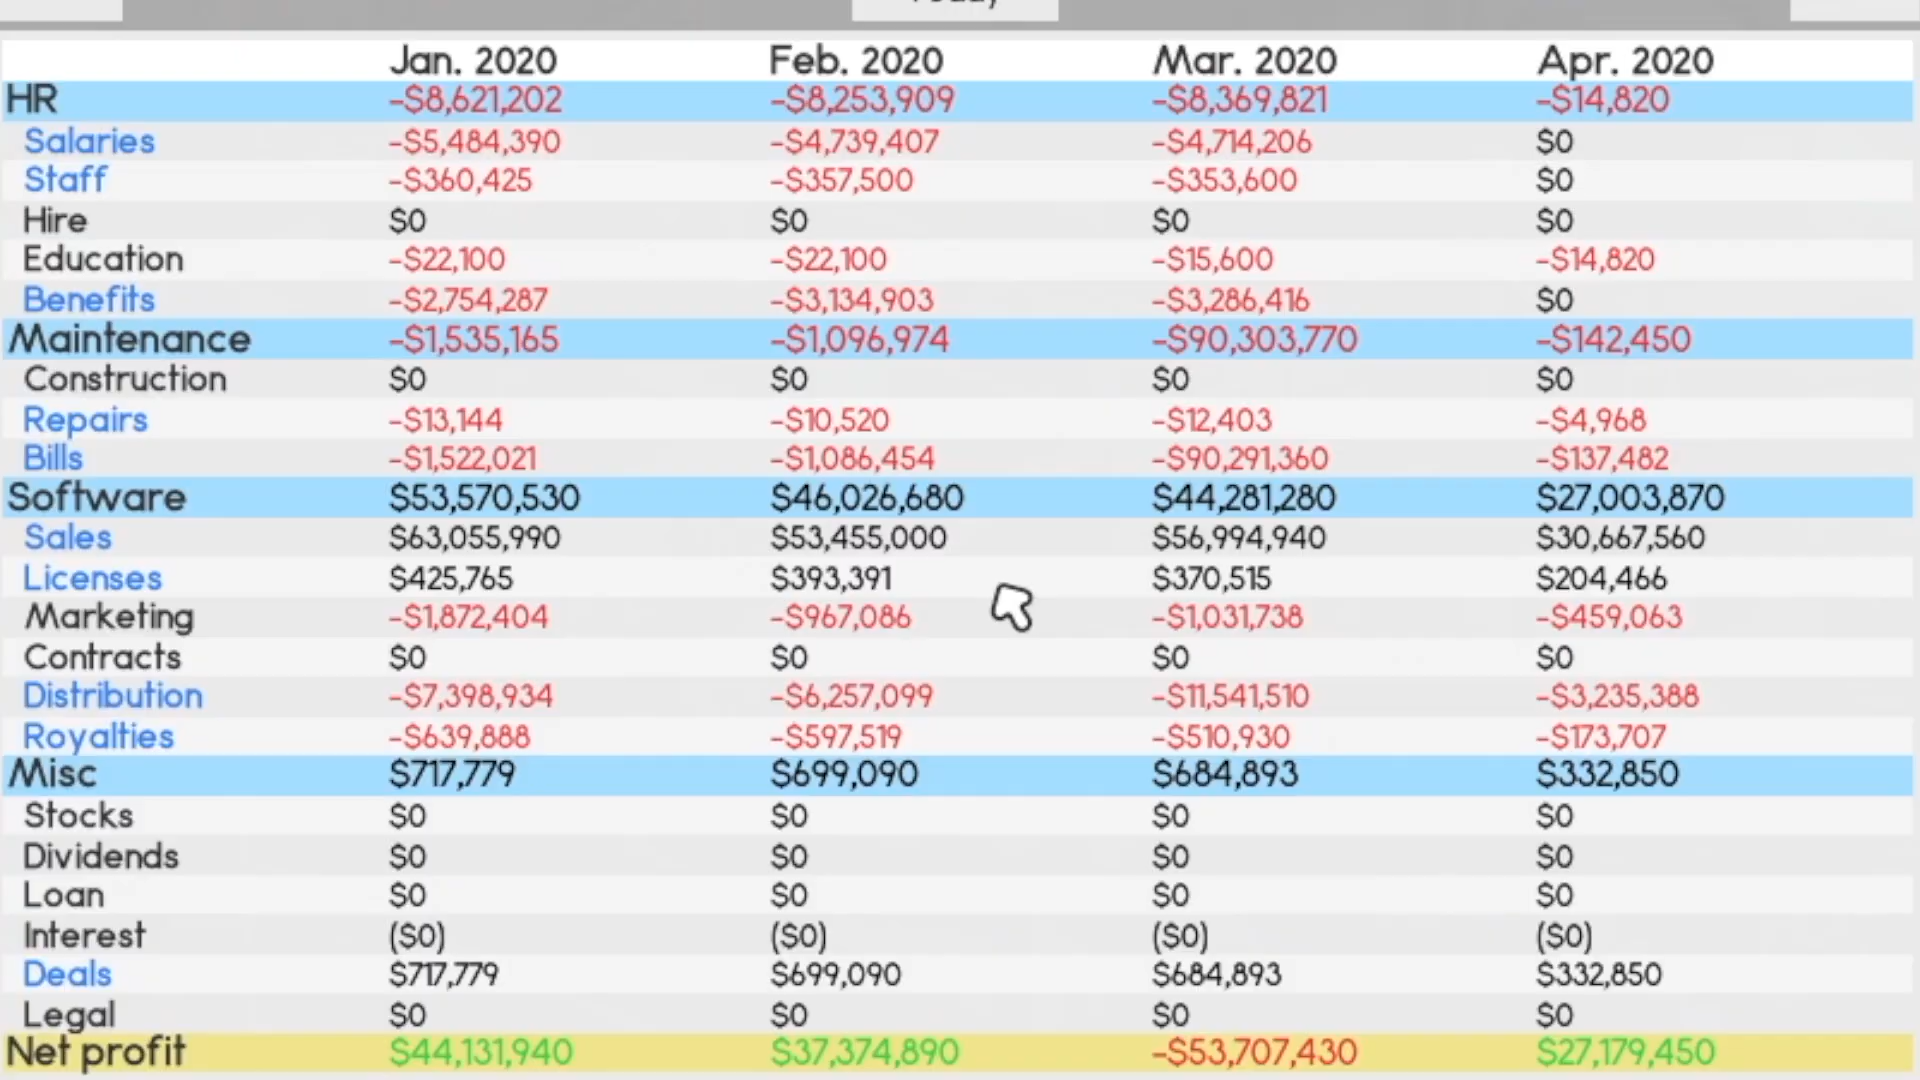 Today
Jan. 2020 Feb. 2020 Mar. 2020 Apr. 2020
HR -$8,621,202 -$8,253,909 -$8,369,821 -$14,820
Salaries -$5,484,390 -$4,739,407 -$4,714,206 $0
Staff -$360,425 -$357,500 -$353,600 $0
Hire $0 $0 $0 $0
Education -$22,100 -$22,100 -$15,600 -$14,820
Benefits -$2,754,287 -$3,134,903 -$3,286,416 $0
Maintenance -$1,535,165 -$1,096,974 -$90,303,770 -$142,450
Construction $0 $0 $0 $0
Repairs -$13,144 -$10,520 -$12,403 -$4,968
Bills -$1,522,021 -$1,086,454 -$90,291,360 -$137,482
Software $53,570,530 $46,026,680 $44,281,280 $27,003,870
Sales $63,055,990 $53,455,000 $56,994,940 $30,667,560
Licenses $425,765 $393,391 $370,515 $204,466
Marketing -$1,872,404 -$967,086 -$1,031,738 -$459,063
Contracts $0 $0 $0 $0
Distribution -$7,398,934 -$6,257,099 -$11,541,510 -$3,235,388
Royalties -$639,888 -$597,519 -$510,930 -$173,707
Misc $717,779 $699,090 $684,893 $332,850
Stocks $0 $0 $0 $0
Dividends $0 $0 $0 $0
Loan $0 $0 $0 $0
Interest ($0) ($0) ($0) ($0)
Deals $717,779 $699,090 $684,893 $332,850
Legal $0 $0 $0 $0
Net profit $44,131,940 $37,374,890 -$53,707,430 $27,179,450